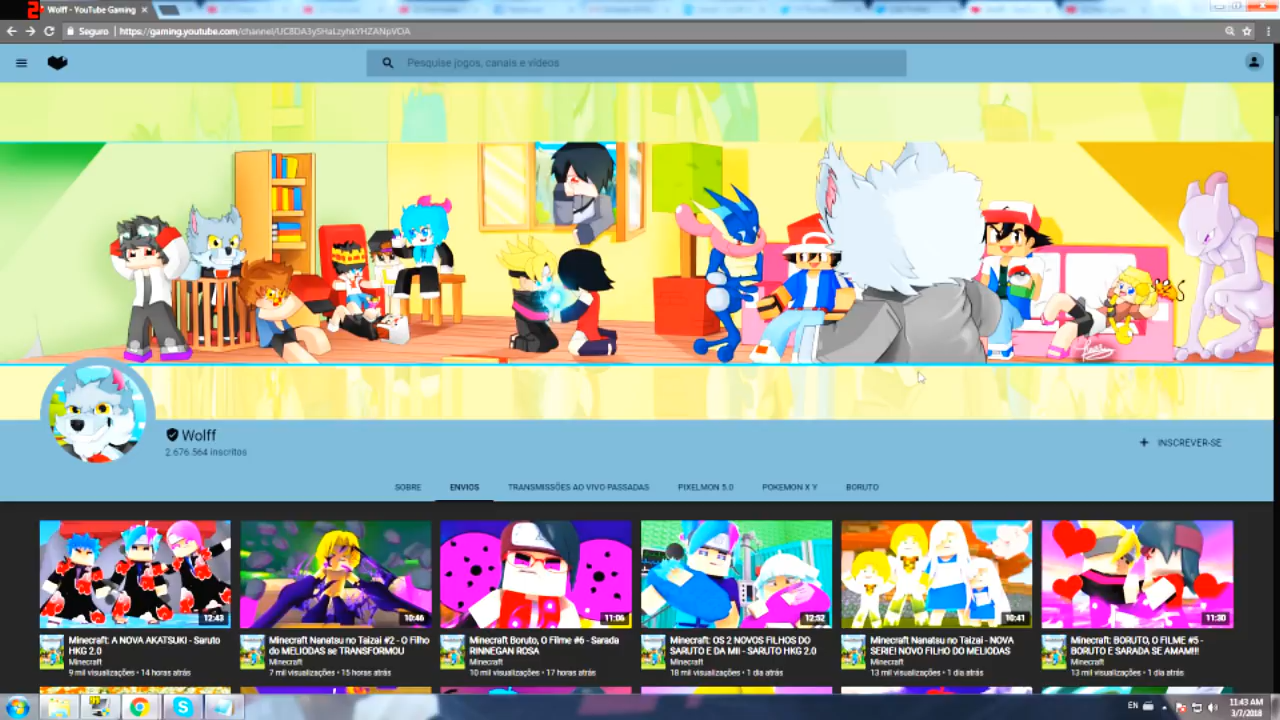 Wolff - YouTube Gaming
Seguro | https://gaming.youtube.com/channel/UC8DA3ySHaLzyhkYHZANpVOA
Pesquise jogos, canais e vídeos
Wolff
2.676.564 inscritos
INSCREVER-SE
SOBRE ENVIOS TRANSMISSÕES AO VIVO PASSADAS PIXELMON 5.0 POKEMON X Y BORUTO
12:43 10:46 11:06 12:52 10:41 11:20
Minecraft: A NOVA AKATSUKI - Saruto
HKG 2.0
Minecraft
9 mil visualizações • 14 horas atrás
Minecraft Nanatsu no Taizai #2 - O Filho
do MELIODAS se TRANSFORMOU
Minecraft
7 mil visualizações • 15 horas atrás
Minecraft Boruto, O Filme #6 - Sarada
RINNEGAN ROSA
Minecraft
10 mil visualizações • 17 horas atrás
Minecraft: OS 2 NOVOS FILHOS DO
SARUTO E DA MII - SARUTO HKG 2.0
Minecraft
18 mil visualizações • 1 dia atrás
Minecraft Nanatsu no Taizai - NOVA
SERIE! NOVO FILHO DO MELIODAS
Minecraft
13 mil visualizações • 1 dia atrás
Minecraft: BORUTO, O FILME #5 -
BORUTO E SARADA SE AMAM!!!
Minecraft
13 mil visualizações • 1 dia atrás
EN
11:43 AM
3/7/2018